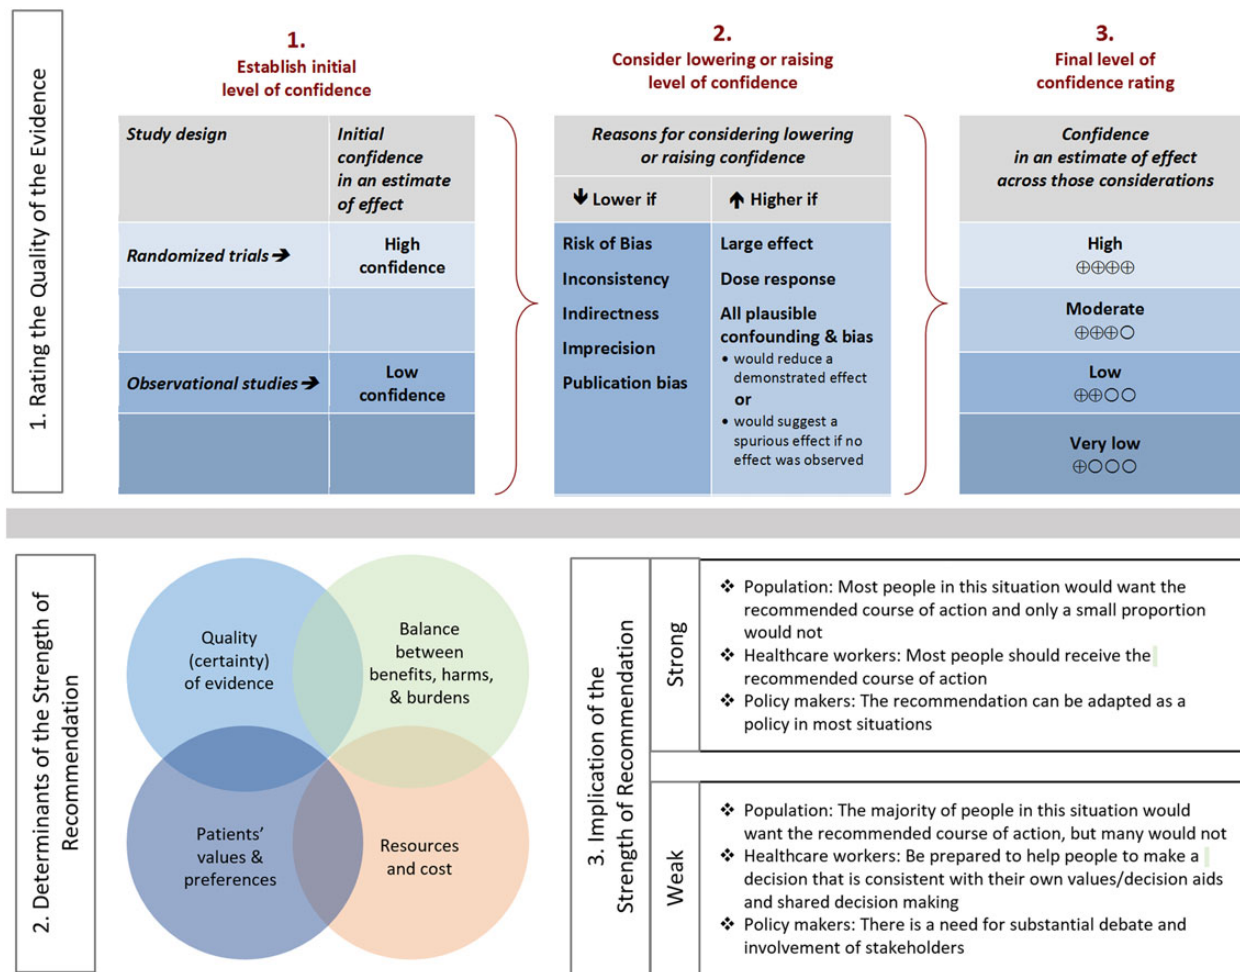 1. Rating the Quality of the Evidence
1.
Establish initial
level of confidence
Study design
Initial
confidence
in an estimate
of effect
Randomized trials ➔
High
confidence
Observational studies ➔
Low
confidence
2.
Consider lowering or raising
level of confidence
Reasons for considering lowering
or raising confidence
🡇 Lower if
🡅 Higher if
Risk of Bias
Inconsistency
Indirectness
Imprecision
Publication bias
Large effect
Dose response
All plausible
confounding & bias
• would reduce a
demonstrated effect
or
• would suggest a
spurious effect if no
effect was observed
3.
Final level of
confidence rating
Confidence
in an estimate of effect
across those considerations
High
⊕⊕⊕⊕
Moderate
⊕⊕⊕○
Low
⊕⊕○○
Very low
⊕○○○
2. Determinants of the Strength of
Recommendation
Quality
(certainty)
of evidence
Balance
between
benefits, harms,
& burdens
Patients’
values &
preferences
Resources
and cost
3. Implication of the
Strength of Recommendation
Strong
❖ Population: Most people in this situation would want the
recommended course of action and only a small proportion
would not
❖ Healthcare workers: Most people should receive the
recommended course of action
❖ Policy makers: The recommendation can be adapted as a
policy in most situations
Weak
❖ Population: The majority of people in this situation would
want the recommended course of action, but many would not
❖ Healthcare workers: Be prepared to help people to make a
decision that is consistent with their own values/decision aids
and shared decision making
❖ Policy makers: There is a need for substantial debate and
involvement of stakeholders